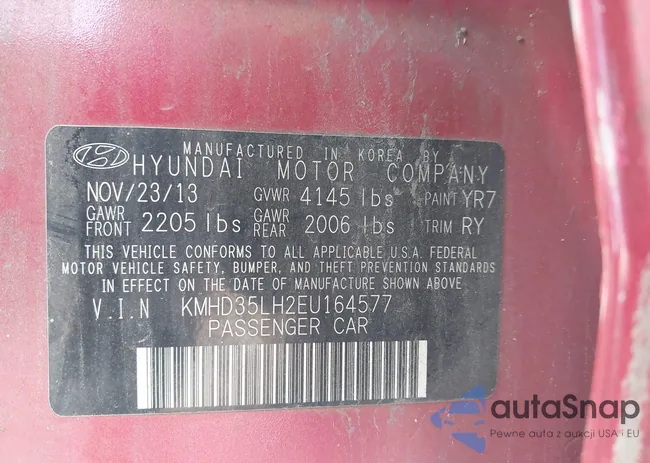 MANUFACTURED IN KOREA BY
HYUNDAI MOTOR COMPANY
NOV/23/13 GVWR 4145 lbs PAINT YR7
GAWR FRONT 2205 lbs GAWR REAR 2006 lbs TRIM RY
THIS VEHICLE CONFORMS TO ALL APPLICABLE U.S.A. FEDERAL
MOTOR VEHICLE SAFETY, BUMPER, AND THEFT PREVENTION STANDARDS
IN EFFECT ON THE DATE OF MANUFACTURE SHOWN ABOVE.
V.I.N KMHD35LH2EU164577
PASSENGER CAR
autaSnap
Pewne auta z aukcji USA i EU